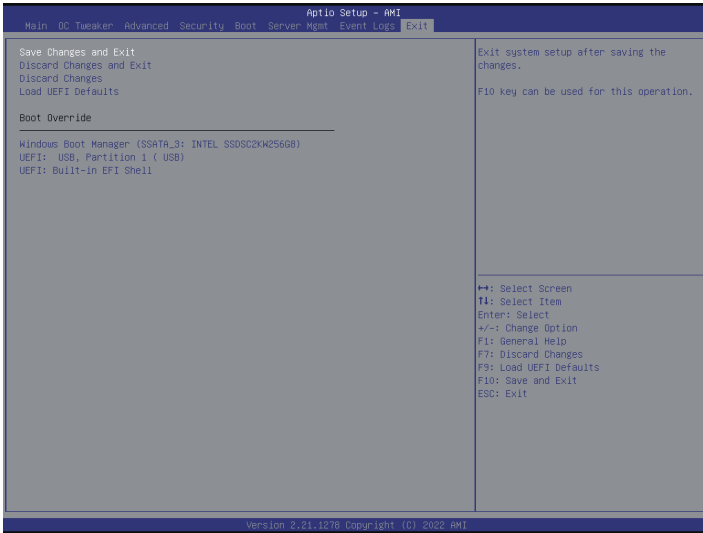 Aptio Setup - AMI
Main OC Tweaker Advanced Security Boot Server Mgmt Event Logs Exit
Save Changes and Exit
Discard Changes and Exit
Discard Changes
Load UEFI Defaults
Boot Override
Windows Boot Manager (SSATA_3: INTEL SSDSC2KW256G8)
UEFI: USB, Partition 1 ( USB)
UEFI: Built-in EFI Shell
Exit system setup after saving the
changes.
F10 key can be used for this operation.
↔: Select Screen
↑↓: Select Item
Enter: Select
+/-: Change Option
F1: General Help
F7: Discard Changes
F9: Load UEFI Defaults
F10: Save and Exit
ESC: Exit
Version 2.21.1278 Copyright (C) 2022 AMI